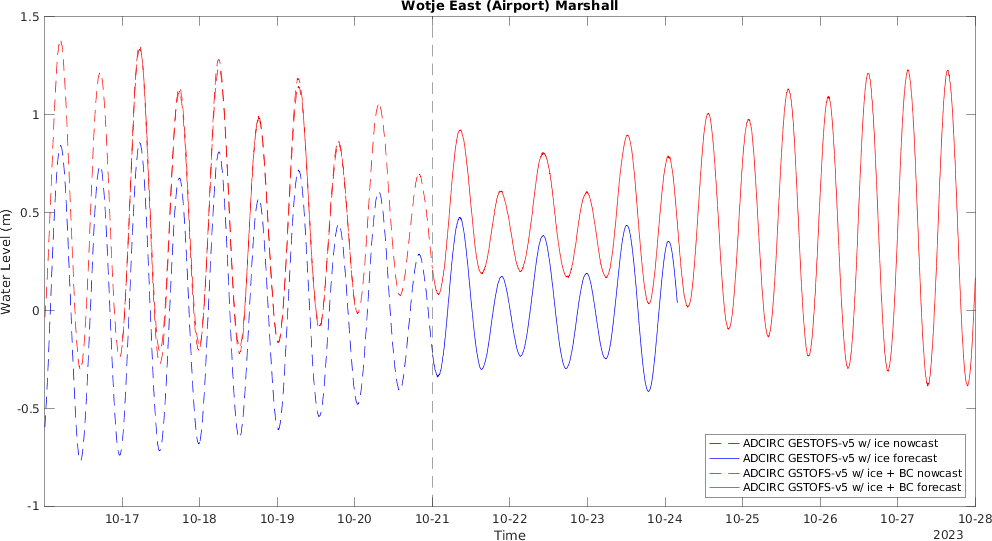 Wotje East (Airport) Marshall
1.5
1
0.5
0
-0.5
-1
Water Level (m)
10-17 10-18 10-19 10-20 10-21 10-22 10-23 10-24 10-25 10-26 10-27 10-28
Time
2023
ADCIRC GESTOFS-v5 w/ ice nowcast
ADCIRC GESTOFS-v5 w/ ice forecast
ADCIRC GSTOFS-v5 w/ ice + BC nowcast
ADCIRC GSTOFS-v5 w/ ice + BC forecast